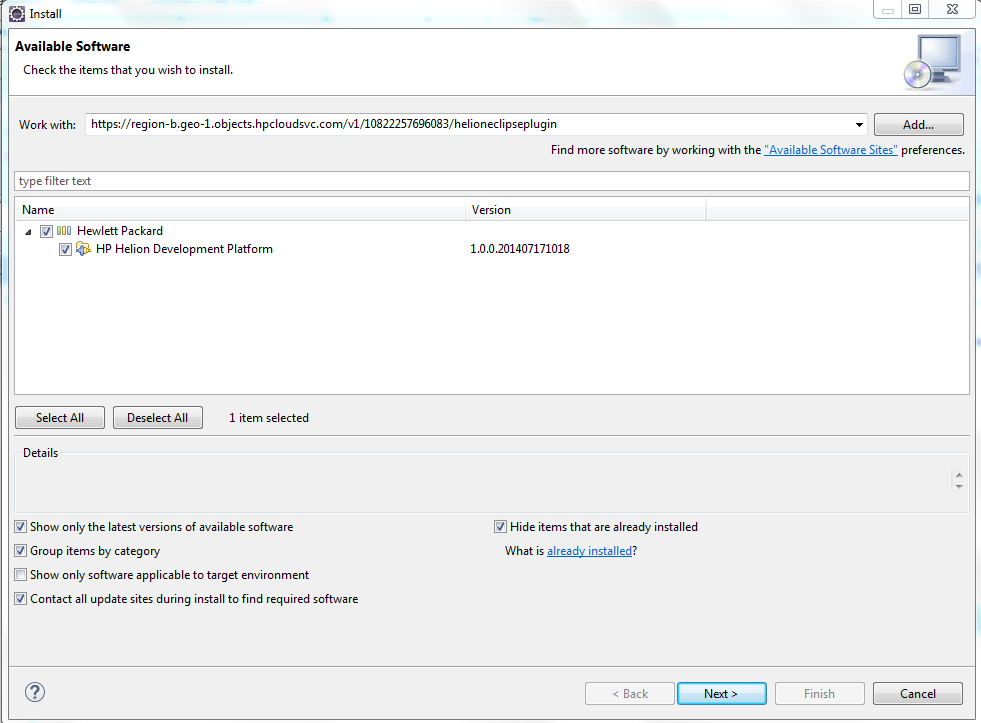 Install
Available Software
Check the items that you wish to install.
Work with: https://region-b.geo-1.objects.hpcloudsvc.com/v1/10822257696083/helioneclipseplugin Add...
Find more software by working with the "Available Software Sites" preferences.
type filter text
Name Version
Hewlett Packard
HP Helion Development Platform 1.0.0.201407171018
Select All Deselect All 1 item selected
Details
Show only the latest versions of available software Hide items that are already installed
Group items by category What is already installed?
Show only software applicable to target environment
Contact all update sites during install to find required software
? < Back Next > Finish Cancel